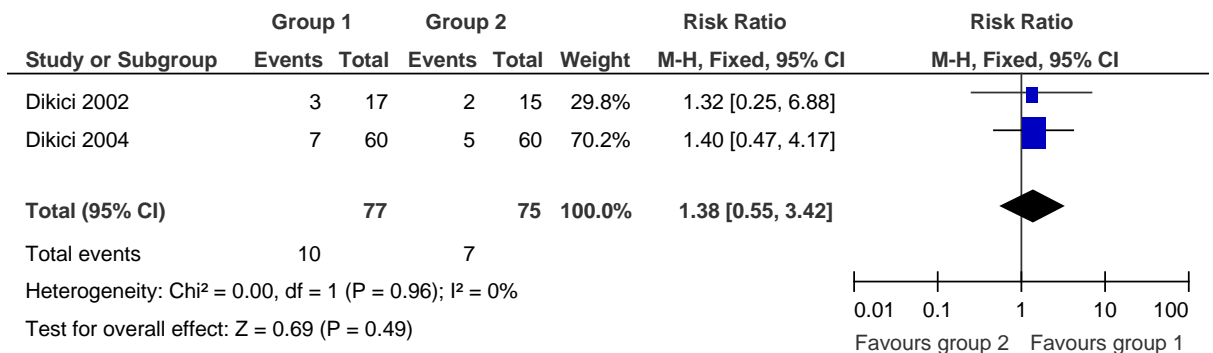 Group 1 Group 2 Risk Ratio Risk Ratio
Study or Subgroup Events Total Events Total Weight M-H, Fixed, 95% CI M-H, Fixed, 95% CI
Dikici 2002 3 17 2 15 29.8% 1.32 [0.25, 6.88]
Dikici 2004 7 60 5 60 70.2% 1.40 [0.47, 4.17]
Total (95% CI) 77 75 100.0% 1.38 [0.55, 3.42]
Total events 10 7
Heterogeneity: Chi² = 0.00, df = 1 (P = 0.96); I² = 0%
Test for overall effect: Z = 0.69 (P = 0.49)
0.01 0.1 1 10 100
Favours group 2 Favours group 1